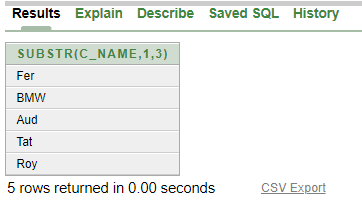 Results Explain Describe Saved SQL History
SUBSTR(C_NAME,1,3)
Fer
BMW
Aud
Tat
Roy
5 rows returned in 0.00 seconds CSV Export